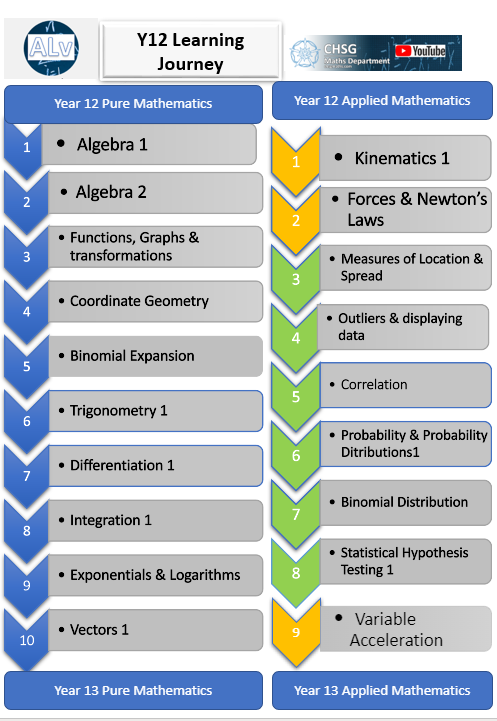 ALv
Y12 Learning
Journey
CHSG
Maths Department
YouTube
Year 12 Pure Mathematics
1
• Algebra 1
2
• Algebra 2
3
• Functions, Graphs &
transformations
4
• Coordinate Geometry
5
• Binomial Expansion
6
• Trigonometry 1
7
• Differentiation 1
8
• Integration 1
9
• Exponentials & Logarithms
10
• Vectors 1
Year 13 Pure Mathematics
Year 12 Applied Mathematics
1
• Kinematics 1
2
• Forces & Newton's
Laws
3
• Measures of Location &
Spread
4
• Outliers & displaying
data
5
• Correlation
6
• Probability & Probability
Ditributions1
7
• Binomial Distribution
8
• Statistical Hypothesis
Testing 1
9
• Variable
Acceleration
Year 13 Applied Mathematics